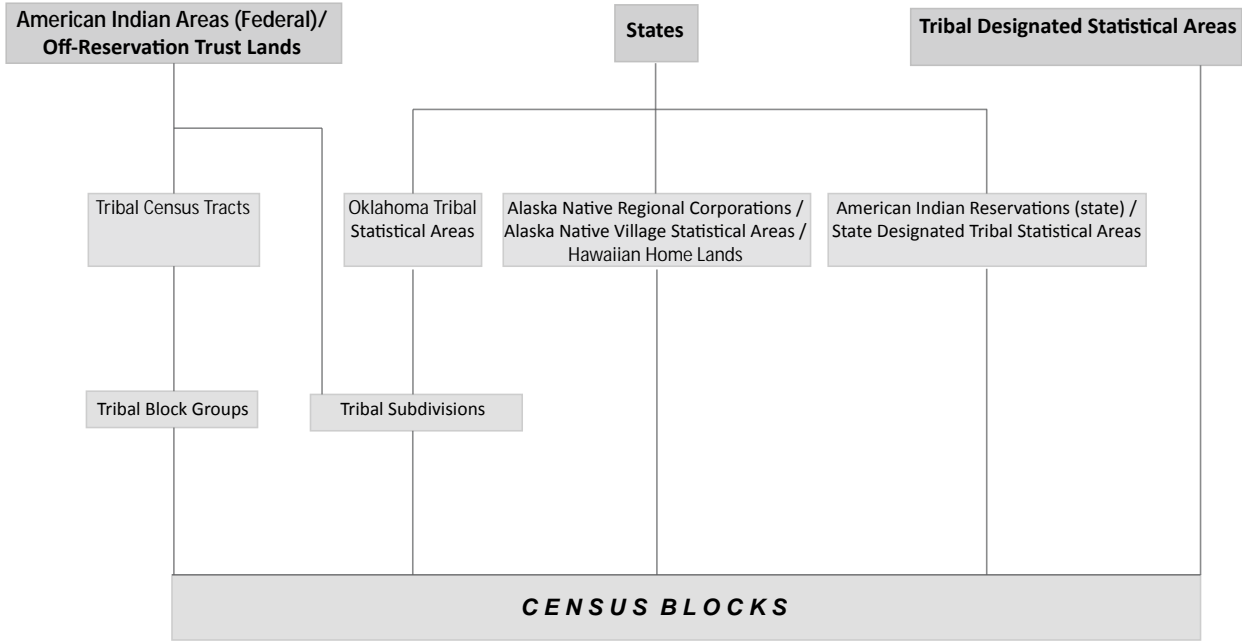 American Indian Areas (Federal)/
Off-Reservation Trust Lands
States
Tribal Designated Statistical Areas
Tribal Census Tracts
Oklahoma Tribal
Statistical Areas
Alaska Native Regional Corporations /
Alaska Native Village Statistical Areas /
Hawaiian Home Lands
American Indian Reservations (state) /
State Designated Tribal Statistical Areas
Tribal Block Groups
Tribal Subdivisions
CENSUS BLOCKS